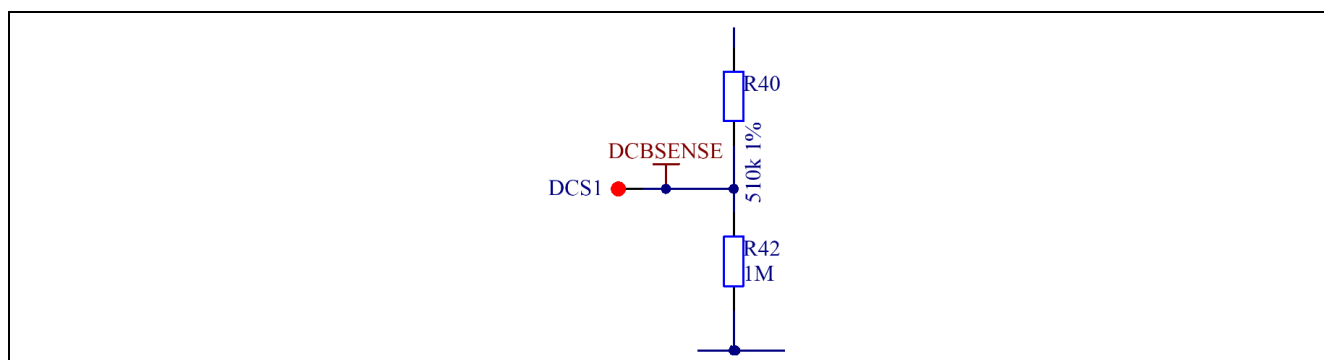 R40
510k 1%
DCBSENSE
DCS1
R42
1M